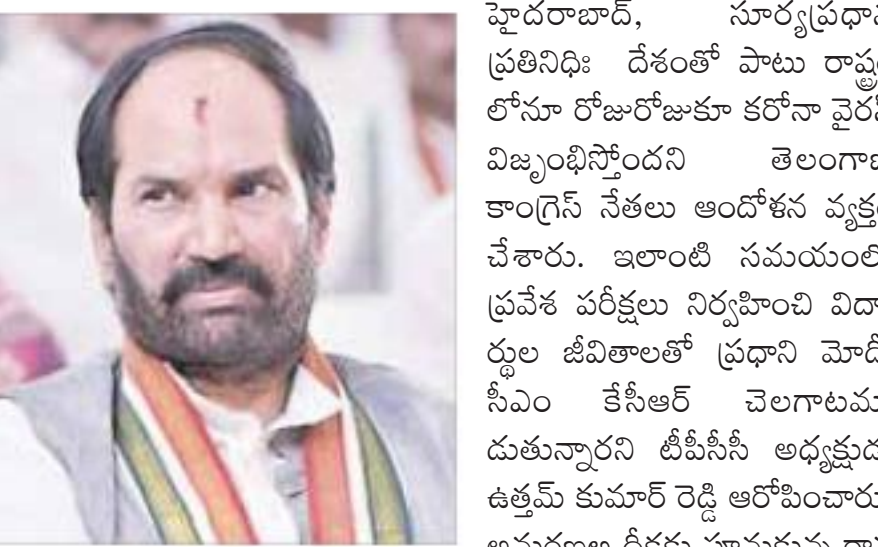 హైదరాబాద్, సూర్యప్రధాన
ప్రతినిధిః దేశంతో పాటు రాష్ట్రం
లోనూ రోజురోజుకూ కరోనా వైరస్
విజృంభిస్తోందని తెలంగాణ
కాంగ్రెస్ నేతలు ఆందోళన వ్యక్తం
చేశారు. ఇలాంటి సమయంలో
ప్రవేశ పరీక్షలు నిర్వహించి విద్యా
ర్థుల జీవితాలతో ప్రధాని మోదీ
సీఎం కేసీఆర్ చెలగాటమా
డుతున్నారని టీపీసీసీ అధ్యక్షుడు
ఉత్తమ్ కుమార్ రెడ్డి ఆరోపించారు